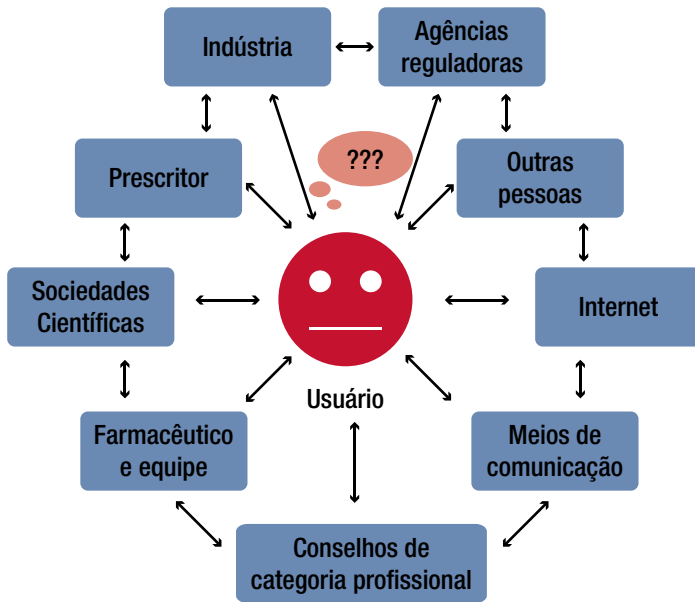 Indústria
Agências
reguladoras
???
Prescritor
Outras
pessoas
Sociedades
Científicas
Internet
Usuário
Farmacêutico
e equipe
Meios de
comunicação
Conselhos de
categoria profissional